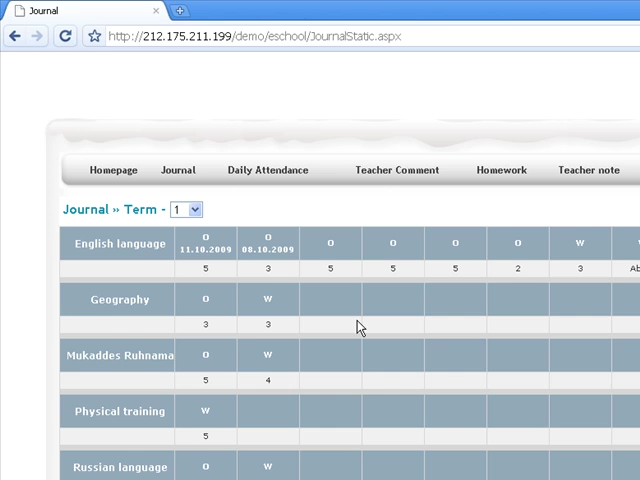 Journal
http://212.175.211.199/demo/eschool/JournalStatic.aspx
Homepage Journal Daily Attendance Teacher Comment Homework Teacher note
Journal » Term - 1
English language O 11.10.2009 O 08.10.2009 O O O O W
5 3 5 5 5 2 3 Ab
Geography O W
3 3
Mukaddes Ruhnama O W
5 4
Physical training W
5
Russian language O W